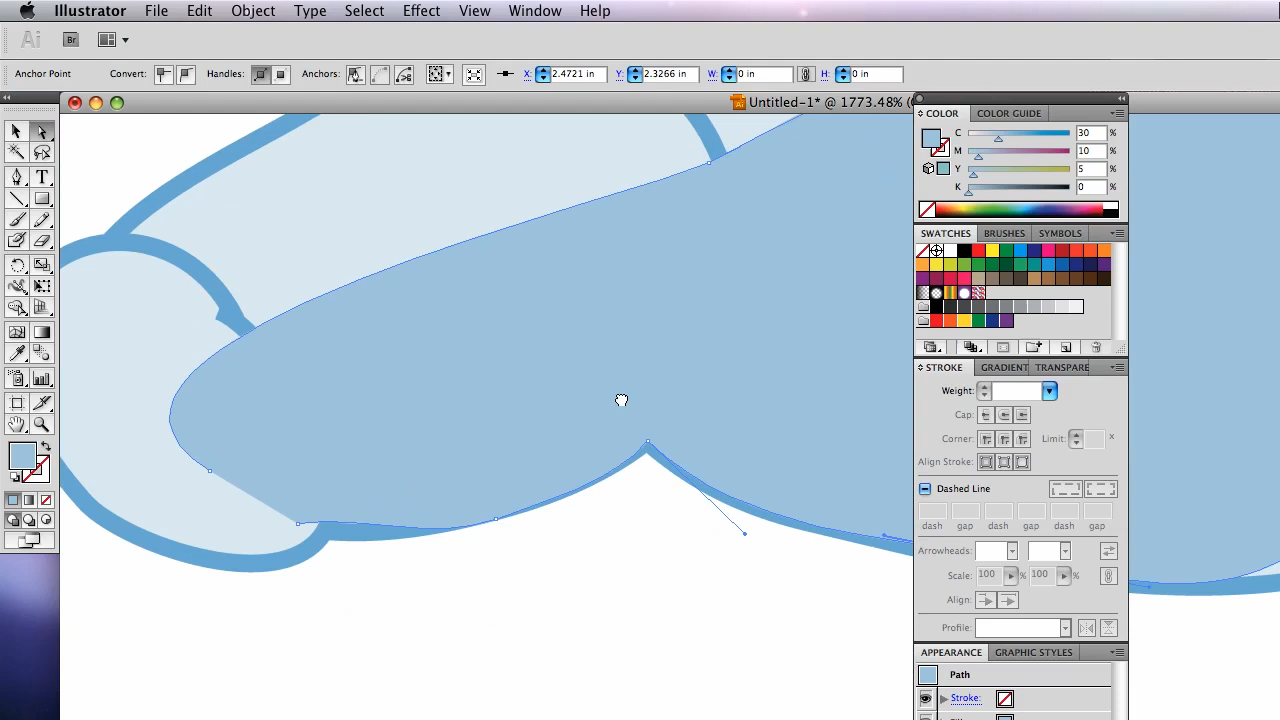 Illustrator File Edit Object Type Select Effect View Window Help
Ai Br
Anchor Point Convert: Handles: Anchors: X: 2.4721 in Y: 2.3266 in W: 0 in H: 0 in
Untitled-1* @ 1773.48% (
COLOR COLOR GUIDE
C 30 %
M 10 %
Y 5 %
K 0 %
SWATCHES BRUSHES SYMBOLS
STROKE GRADIENT TRANSPARE
Weight:
Cap:
Corner: Limit: x
Align Stroke:
Dashed Line
dash gap dash gap dash gap
Arrowheads:
Scale: 100 % 100 %
Align:
Profile:
APPEARANCE GRAPHIC STYLES
Path
Stroke: